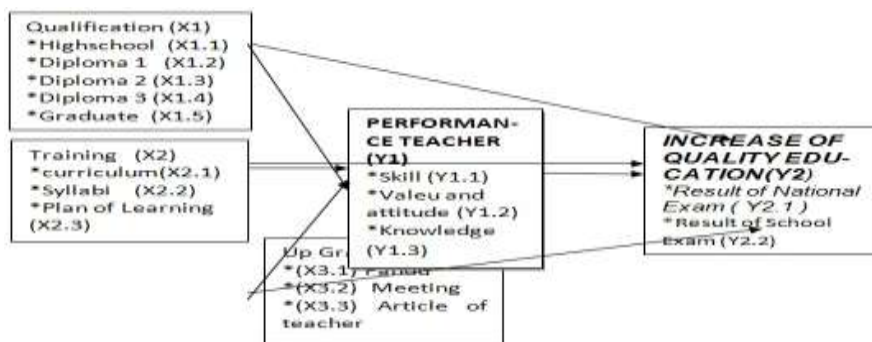 Qualification (X1)
*Highschool (X1.1)
*Diploma 1 (X1.2)
*Diploma 2 (X1.3)
*Diploma 3 (X1.4)
*Graduate (X1.5)
Training (X2)
*curriculum(X2.1)
*Syllabi (X2.2)
*Plan of Learning
(X2.3)
PERFORMAN-
CE TEACHER
(Y1)
*Skill (Y1.1)
*Valeu and
attitude (Y1.2)
*Knowledge
(Y1.3)
Up
*(X3.1)
*(X3.2) Meeting
*(X3.3) Article of
teacher
INCREASE OF
QUALITY EDU-
CATION(Y2)
*Result of National
Exam ( Y2.1 )
*Result of School
Exam (Y2.2)